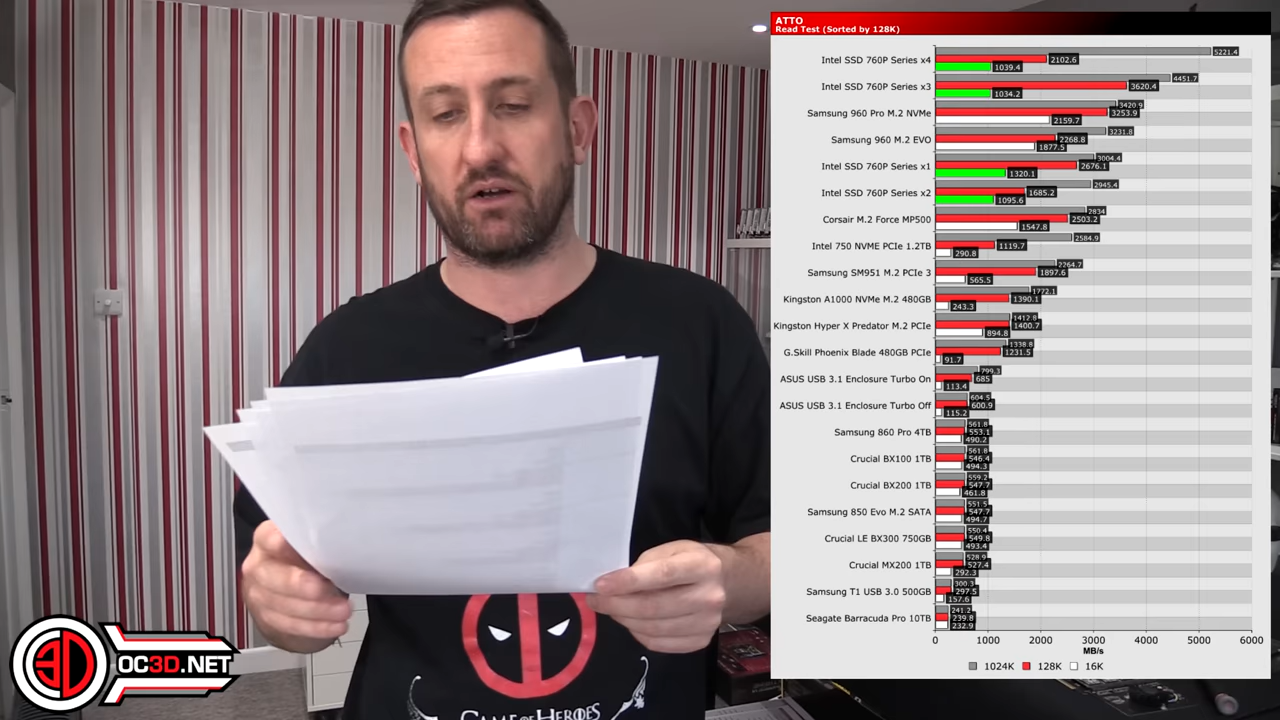 ATTO
Read Test (Sorted by 128K)
Intel SSD 760P Series x4
5221.4
2102.6
1039.4
Intel SSD 760P Series x3
4451.7
3620.4
1034.2
Samsung 960 Pro M.2 NVMe
3420.9
3253.9
2159.7
Samsung 960 M.2 EVO
3231.8
2268.8
1877.5
Intel SSD 760P Series x1
3004.4
2676.1
1320.1
Intel SSD 760P Series x2
2945.4
1685.2
1095.6
Corsair M.2 Force MP500
2834
2503.2
1547.8
Intel 750 NVME PCIe 1.2TB
2584.9
1119.7
290.8
Samsung SM951 M.2 PCIe 3
2264.7
1897.6
565.5
Kingston A1000 NVMe M.2 480GB
1772.1
1390.1
243.3
Kingston Hyper X Predator M.2 PCIe
1412.8
1400.7
894.8
G.Skill Phoenix Blade 480GB PCIe
1338.8
1231.5
91.7
ASUS USB 3.1 Enclosure Turbo On
799.3
685
113.4
ASUS USB 3.1 Enclosure Turbo Off
604.5
600.9
115.2
Samsung 860 Pro 4TB
561.8
553.1
490.2
Crucial BX100 1TB
561.8
546.4
494.3
Crucial BX200 1TB
559.2
547.7
461.8
Samsung 850 Evo M.2 SATA
551.5
547.7
494.7
Crucial LE BX300 750GB
550.4
549.8
493.4
Crucial MX200 1TB
528.9
527.4
292.3
Samsung T1 USB 3.0 500GB
300.3
297.5
157.6
Seagate Barracuda Pro 10TB
241.2
239.8
232.9
0 1000 2000 3000 4000 5000 6000
MB/s
1024K 128K 16K
OC3D.NET
GAME OF HEROES